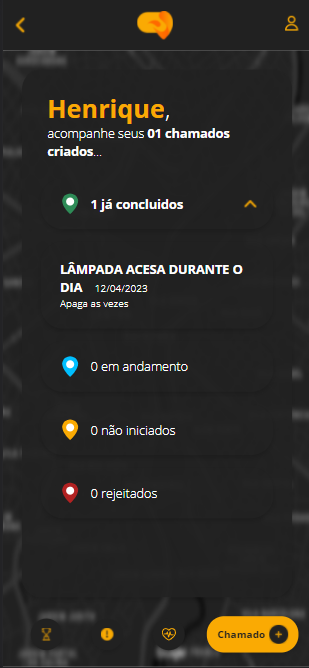 Henrique,
acompanhe seus 01 chamados
criados...
1 já concluidos
LÂMPADA ACESA DURANTE O
DIA 12/04/2023
Apaga as vezes
0 em andamento
0 não iniciados
0 rejeitados
Chamado